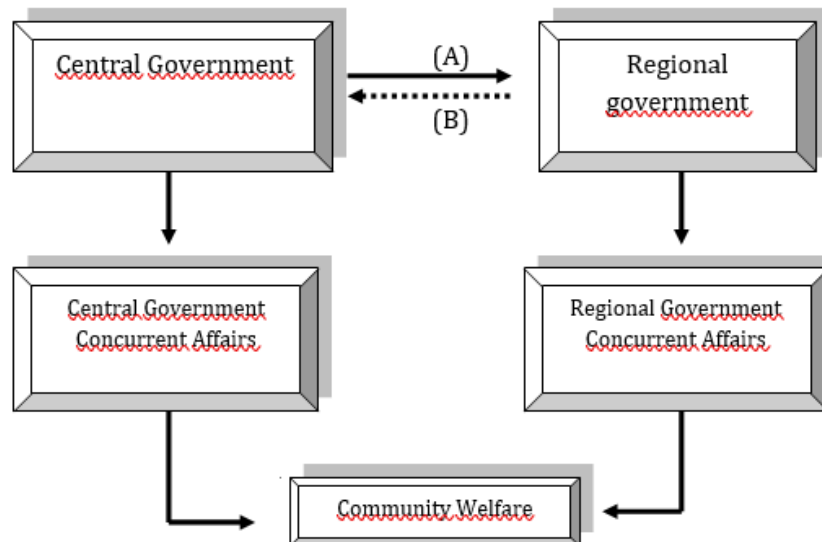 Central Government
(A)
Regional
government
(B)
Central Government
Concurrent Affairs
Regional Government
Concurrent Affairs
Community Welfare